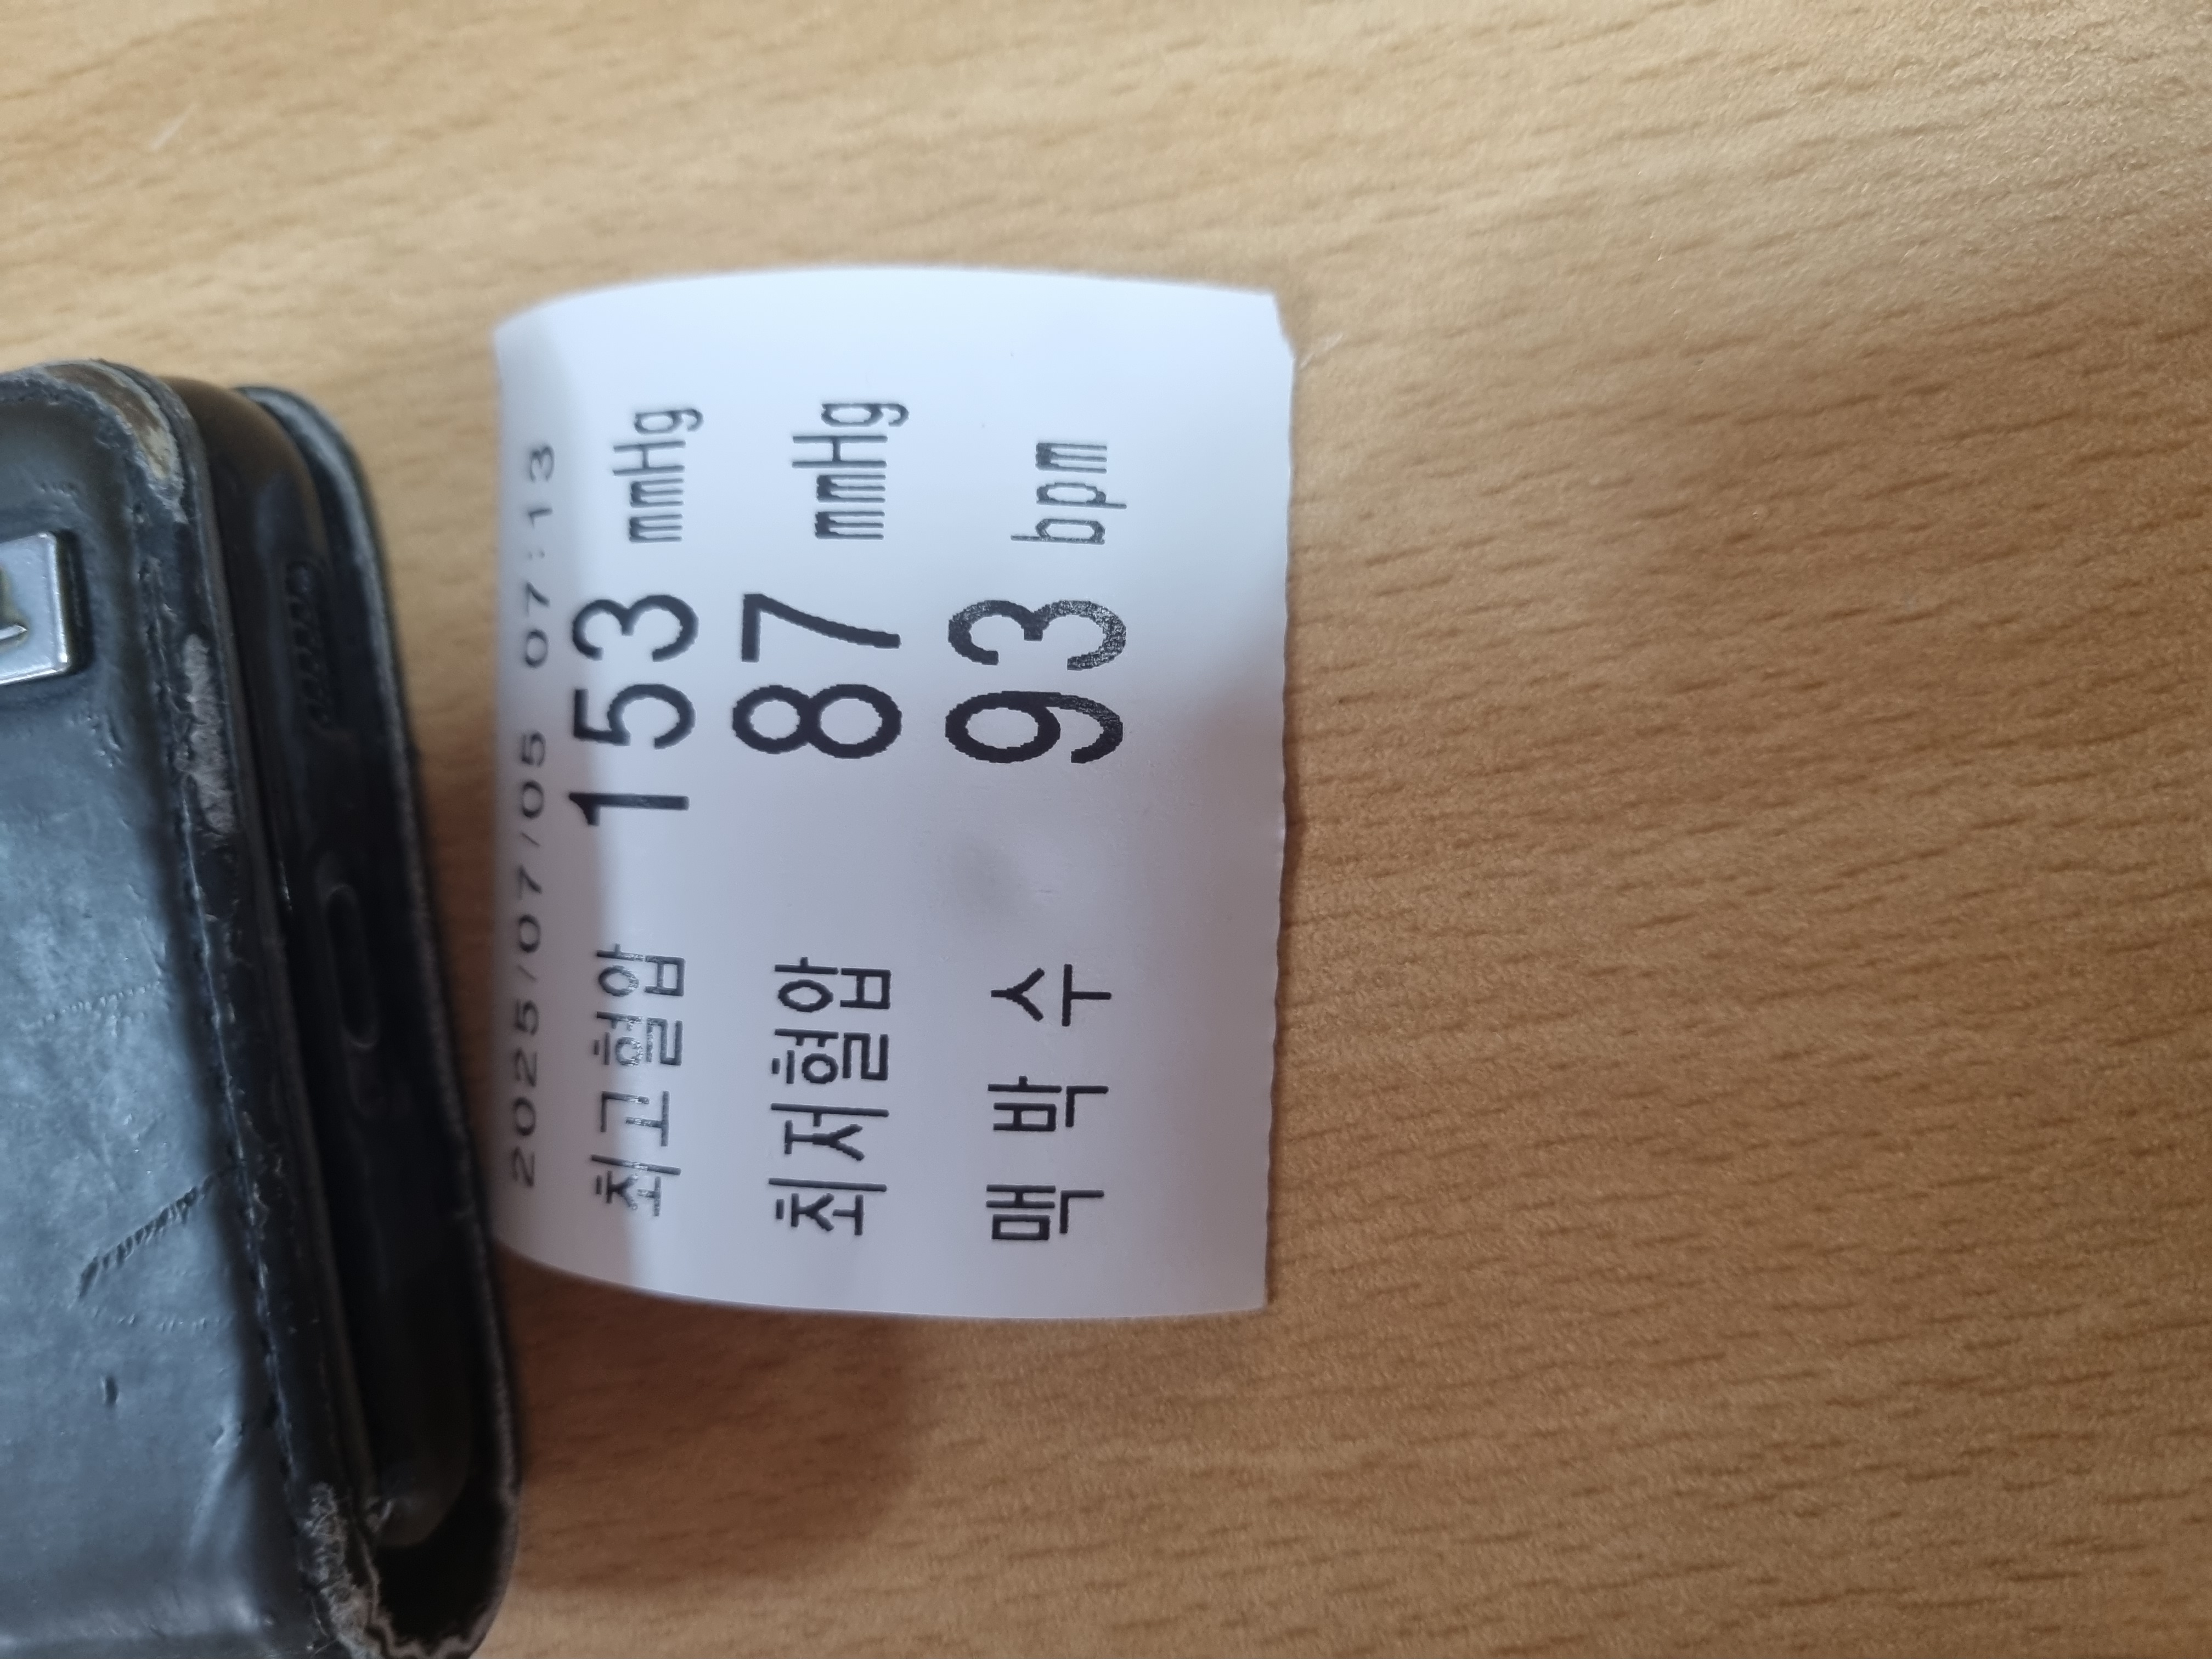 2025/07/05 07:13
최고혈압 153 mmHg
최저혈압 87 mmHg
맥박수 93 bpm